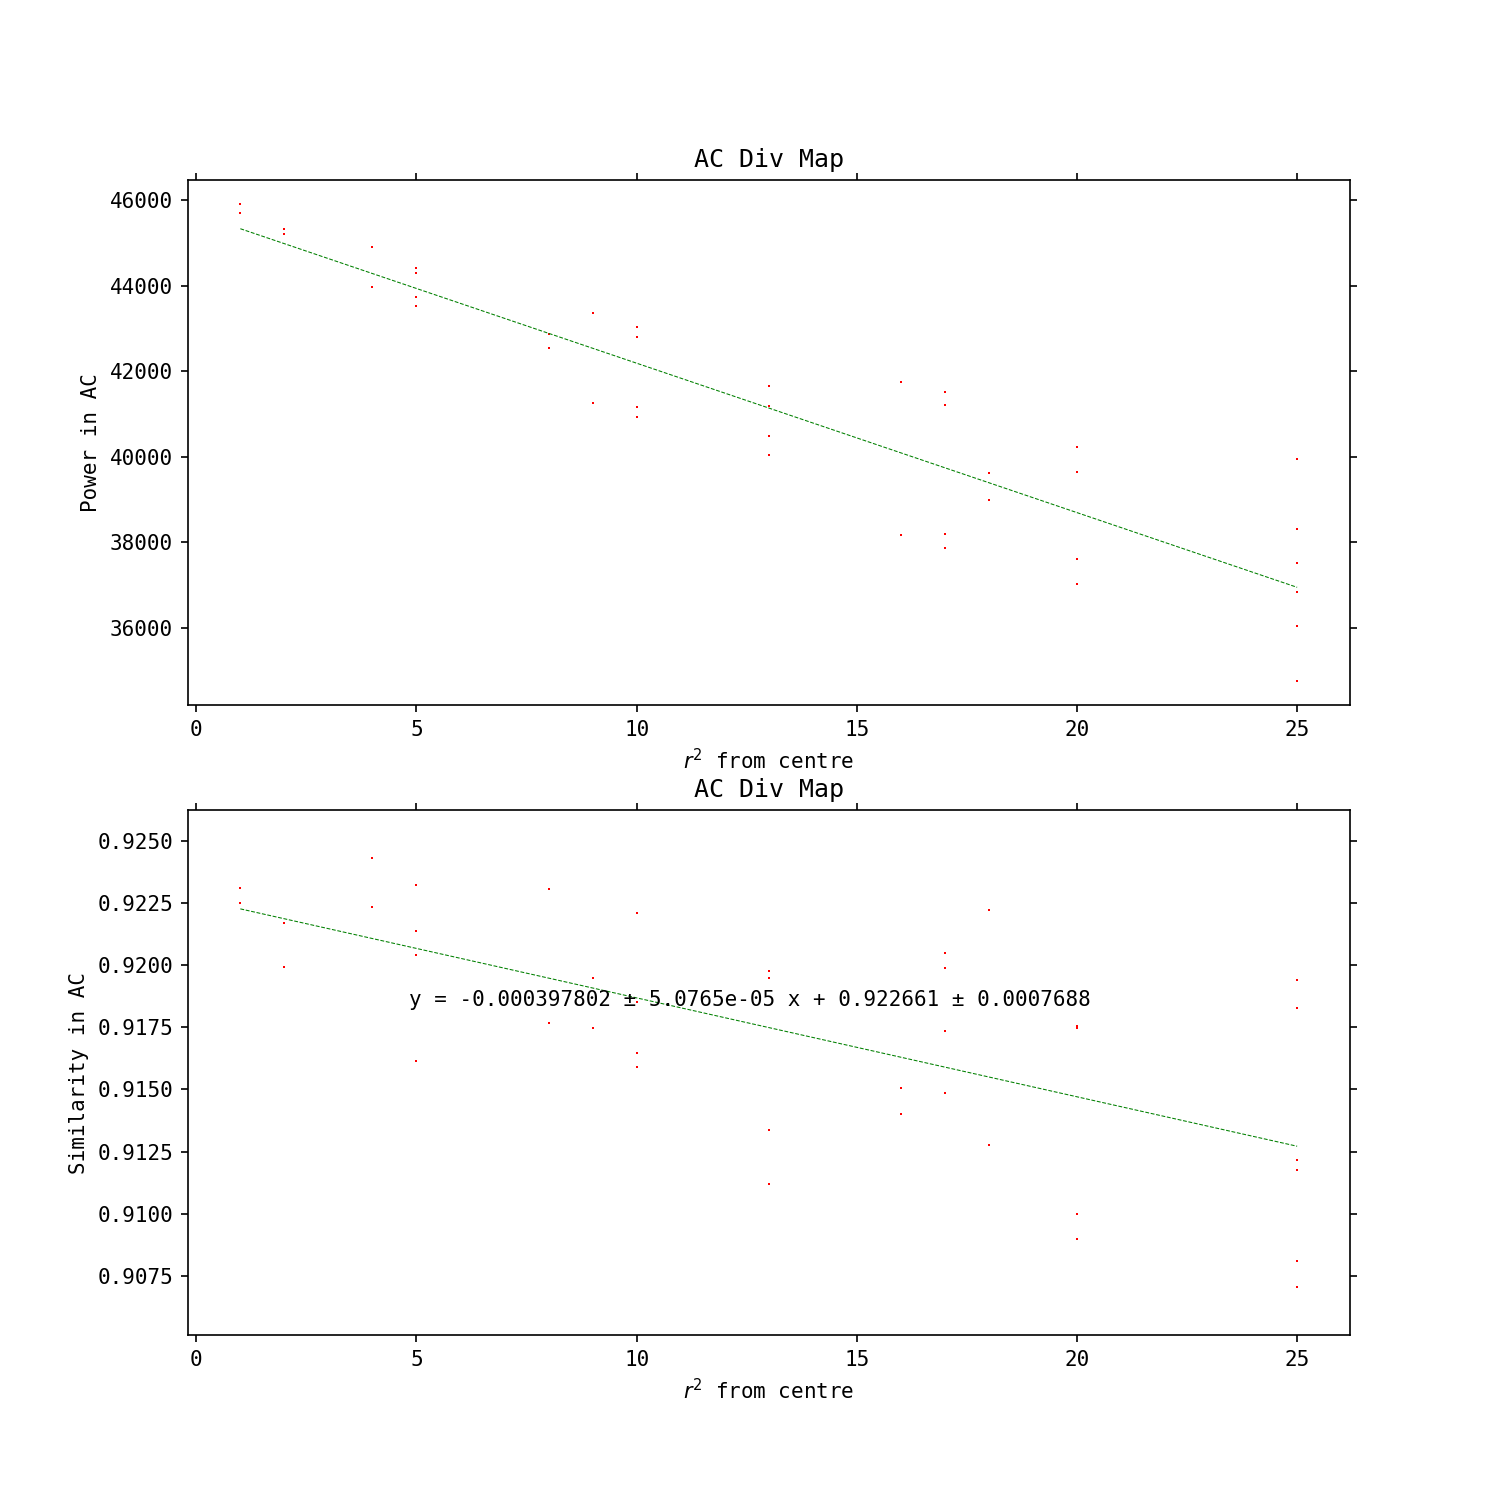 AC Div Map
46000
44000
42000
40000
38000
36000
Power in AC
0 5 10 15 20 25
r² from centre
AC Div Map
0.9250
0.9225
0.9200
0.9175
0.9150
0.9125
0.9100
0.9075
Similarity in AC
y = -0.000397802 ± 5.0765e-05 x + 0.922661 ± 0.0007688
0 5 10 15 20 25
r² from centre